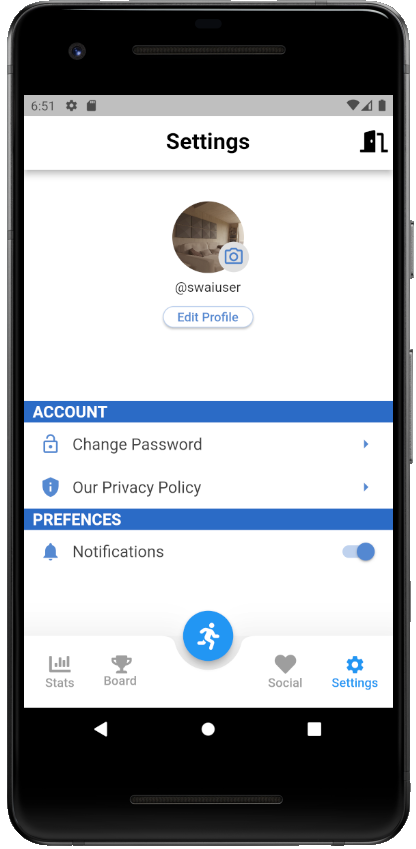 6:51
Settings
@swaiuser
Edit Profile
ACCOUNT
Change Password
Our Privacy Policy
PREFENCES
Notifications
Stats
Board
Social
Settings